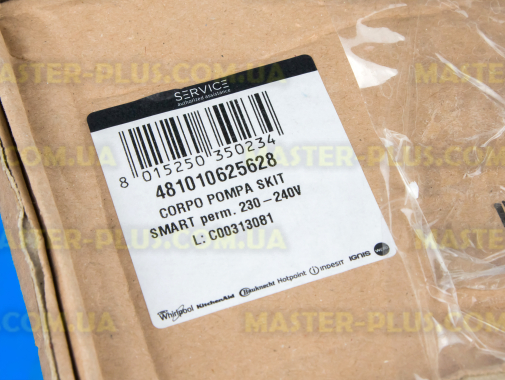 MASTER-PLUS.COM.UA
SERVICE
Authorized assistance
8 015250 350234
481010625628
CORPO POMPA SKIT
SMART perm. 230-240V
L: C00313081
Whirlpool KitchenAid Bauknecht Hotpoint indesit IGNIS